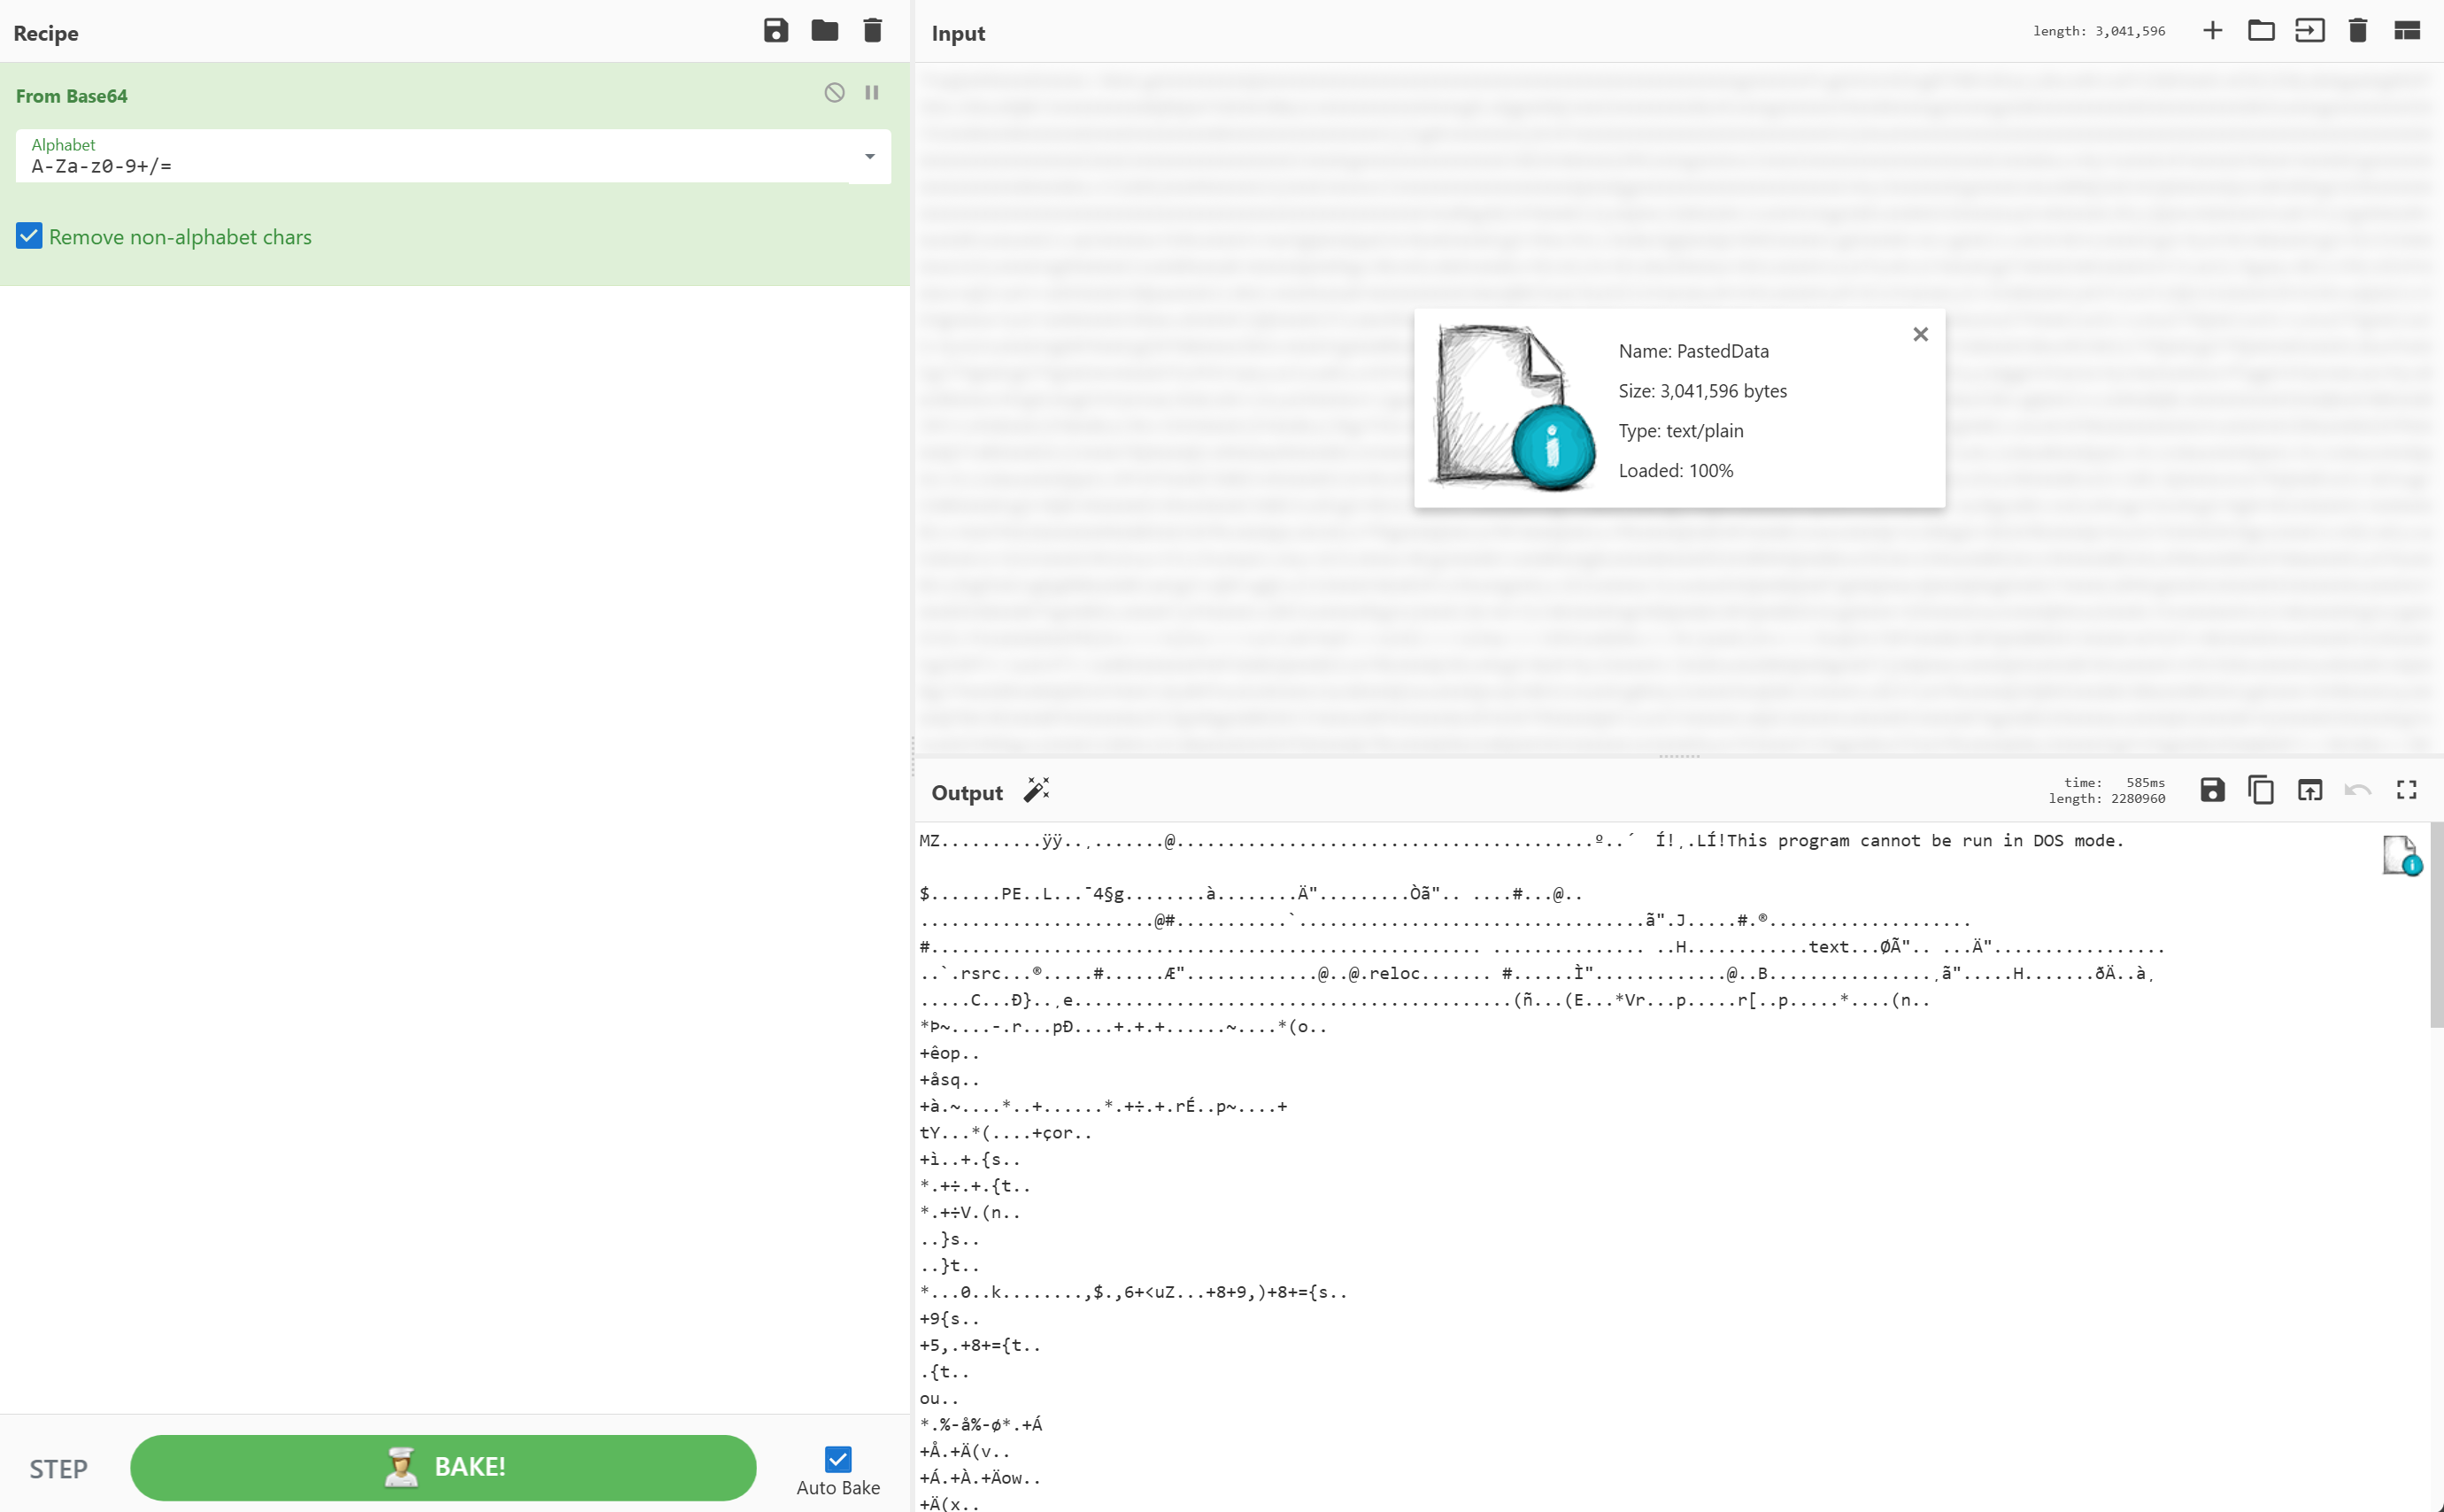 Recipe
From Base64
Alphabet
A-Za-z0-9+/=
Remove non-alphabet chars
STEP
BAKE!
Auto Bake
Input
length: 3,041,596
Name: PastedData
Size: 3,041,596 bytes
Type: text/plain
Loaded: 100%
Output
time: 585ms
length: 2280960
MZ..........ÿÿ..¸.......@.........................................º..´ Í!¸.LÍ!This program cannot be run in DOS mode.
$.......PE..L...¯4§g........à........Ä".........Òã".. ....#...@..
.......................@#...........`..................................ã".J.....#.®....................
#...................................................... ............... ..H............text...ØÃ".. ...Ä".................
..`.rsrc...®.....#......Æ".............@..@.reloc....... #......Ì".............@..B................¸ã".....H.......ðÄ..à¸
.....C...Ð}..¸e...........................................(ñ...(E...*Vr...p.....r[..p.....*....(n..
*Þ~....-.r...pÐ....+.+.+......~....*(o..
+êop..
+åsq..
+à.~....*..+......*.+÷.+.rÉ..p~....+
tY...*(....+çor..
+ì..+.{s..
*.+÷.+.{t..
*.+÷V.(n..
..}s..
..}t..
*...0..k........,$.,6+<uZ...+8+9,)+8+={s..
+9{s..
+5,.+8+={t..
.{t..
ou..
*.%-å%-ø*.+Á
+Å.+Ä(v..
+Á.+À.+Äow..
+Ä(x..